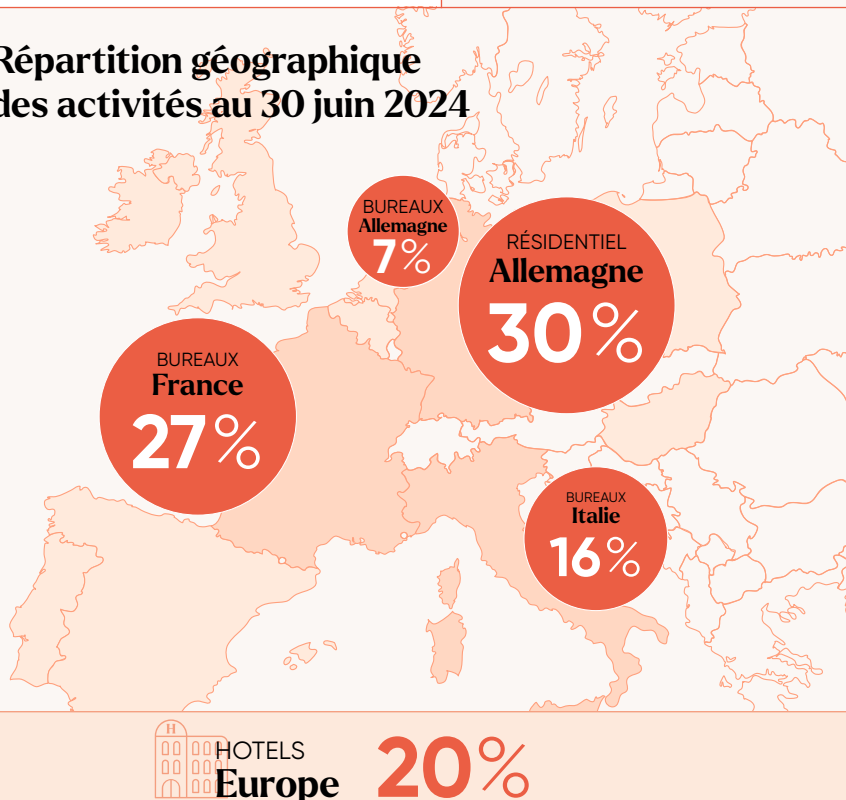 Répartition géographique
des activités au 30 juin 2024
BUREAUX
Allemagne
7%
RÉSIDENTIEL
Allemagne
30%
BUREAUX
France
27%
BUREAUX
Italie
16%
H
HOTELS
Europe
20%